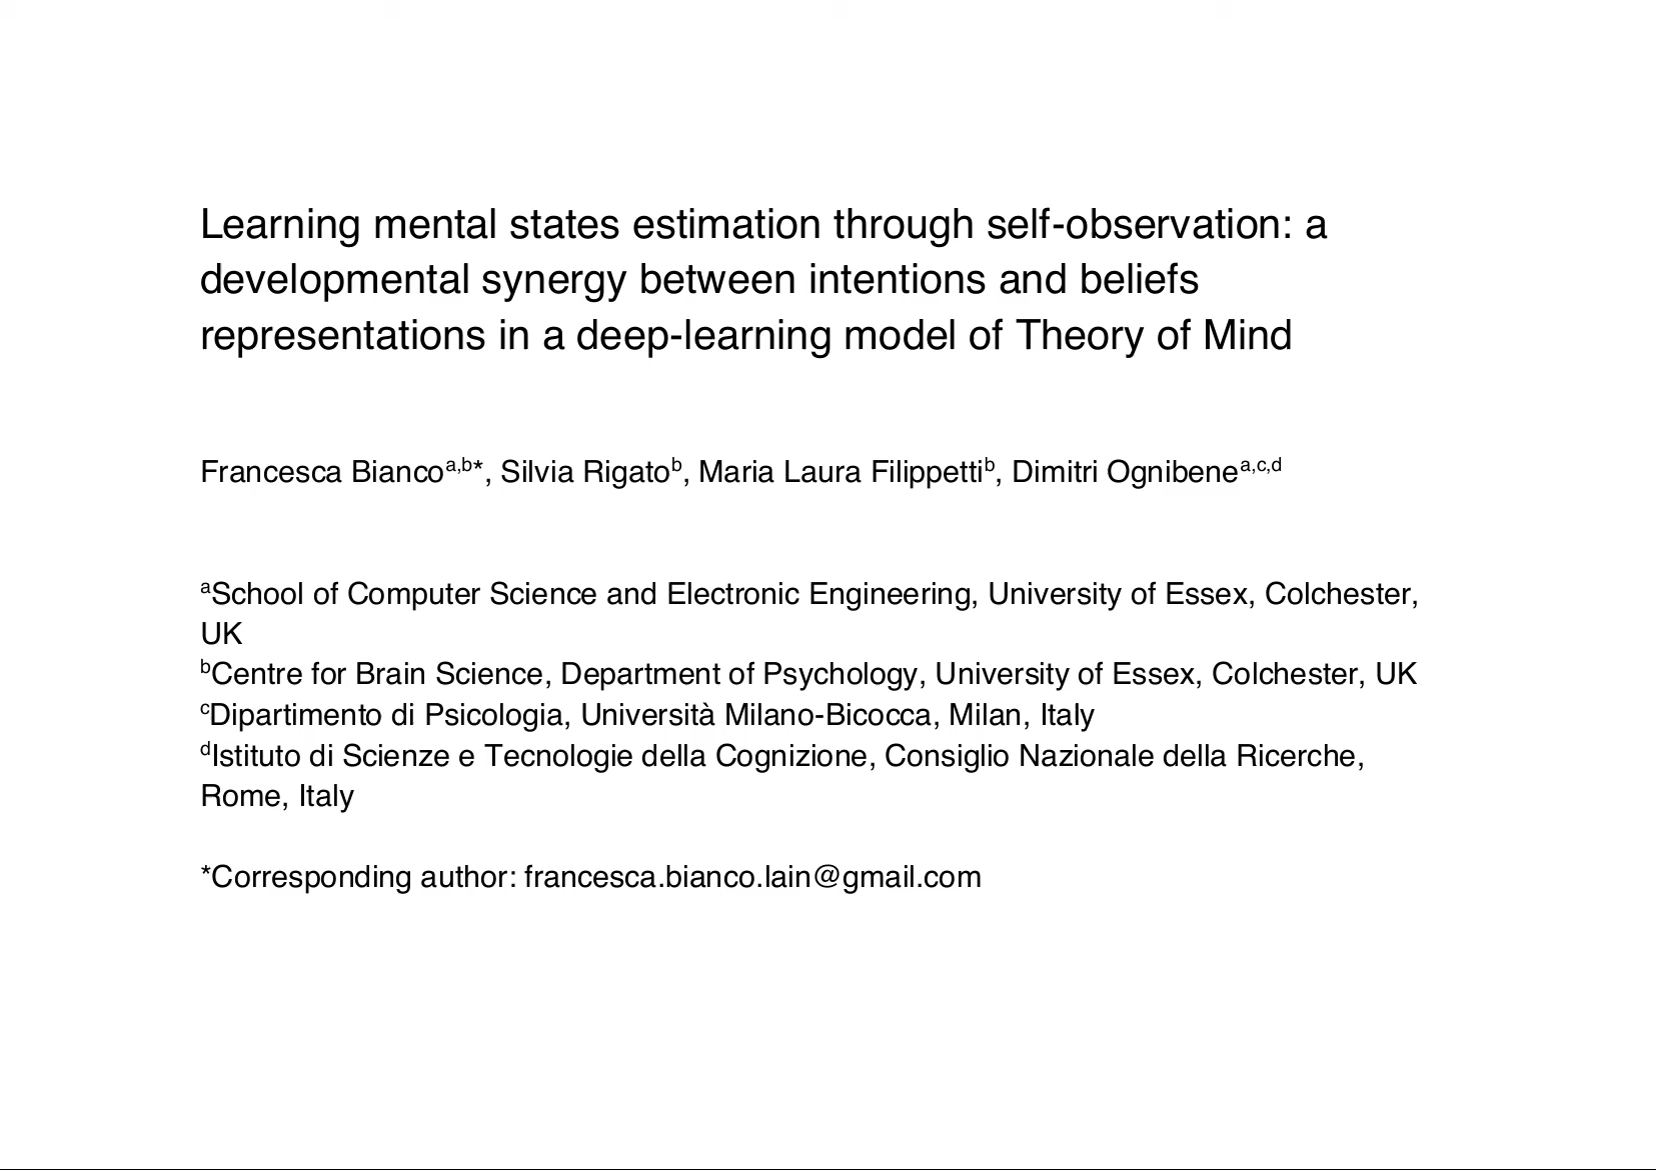 Learning mental states estimation through self-observation: a
developmental synergy between intentions and beliefs
representations in a deep-learning model of Theory of Mind
Francesca Biancoa,b*, Silvia Rigatob, Maria Laura Filippettib, Dimitri Ognibenea,c,d
aSchool of Computer Science and Electronic Engineering, University of Essex, Colchester,
UK
bCentre for Brain Science, Department of Psychology, University of Essex, Colchester, UK
cDipartimento di Psicologia, Università Milano-Bicocca, Milan, Italy
dIstituto di Scienze e Tecnologie della Cognizione, Consiglio Nazionale della Ricerche,
Rome, Italy
*Corresponding author: francesca.bianco.lain@gmail.com